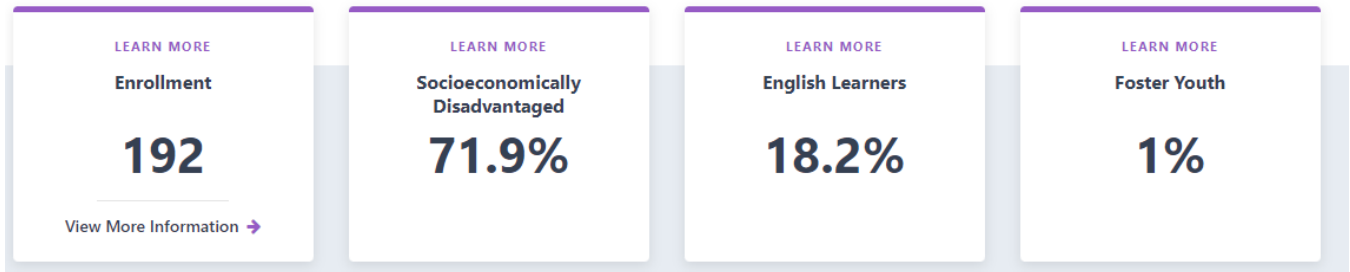 LEARN MORE
Enrollment
192
View More Information
LEARN MORE
Socioeconomically
Disadvantaged
71.9%
LEARN MORE
English Learners
18.2%
LEARN MORE
Foster Youth
1%